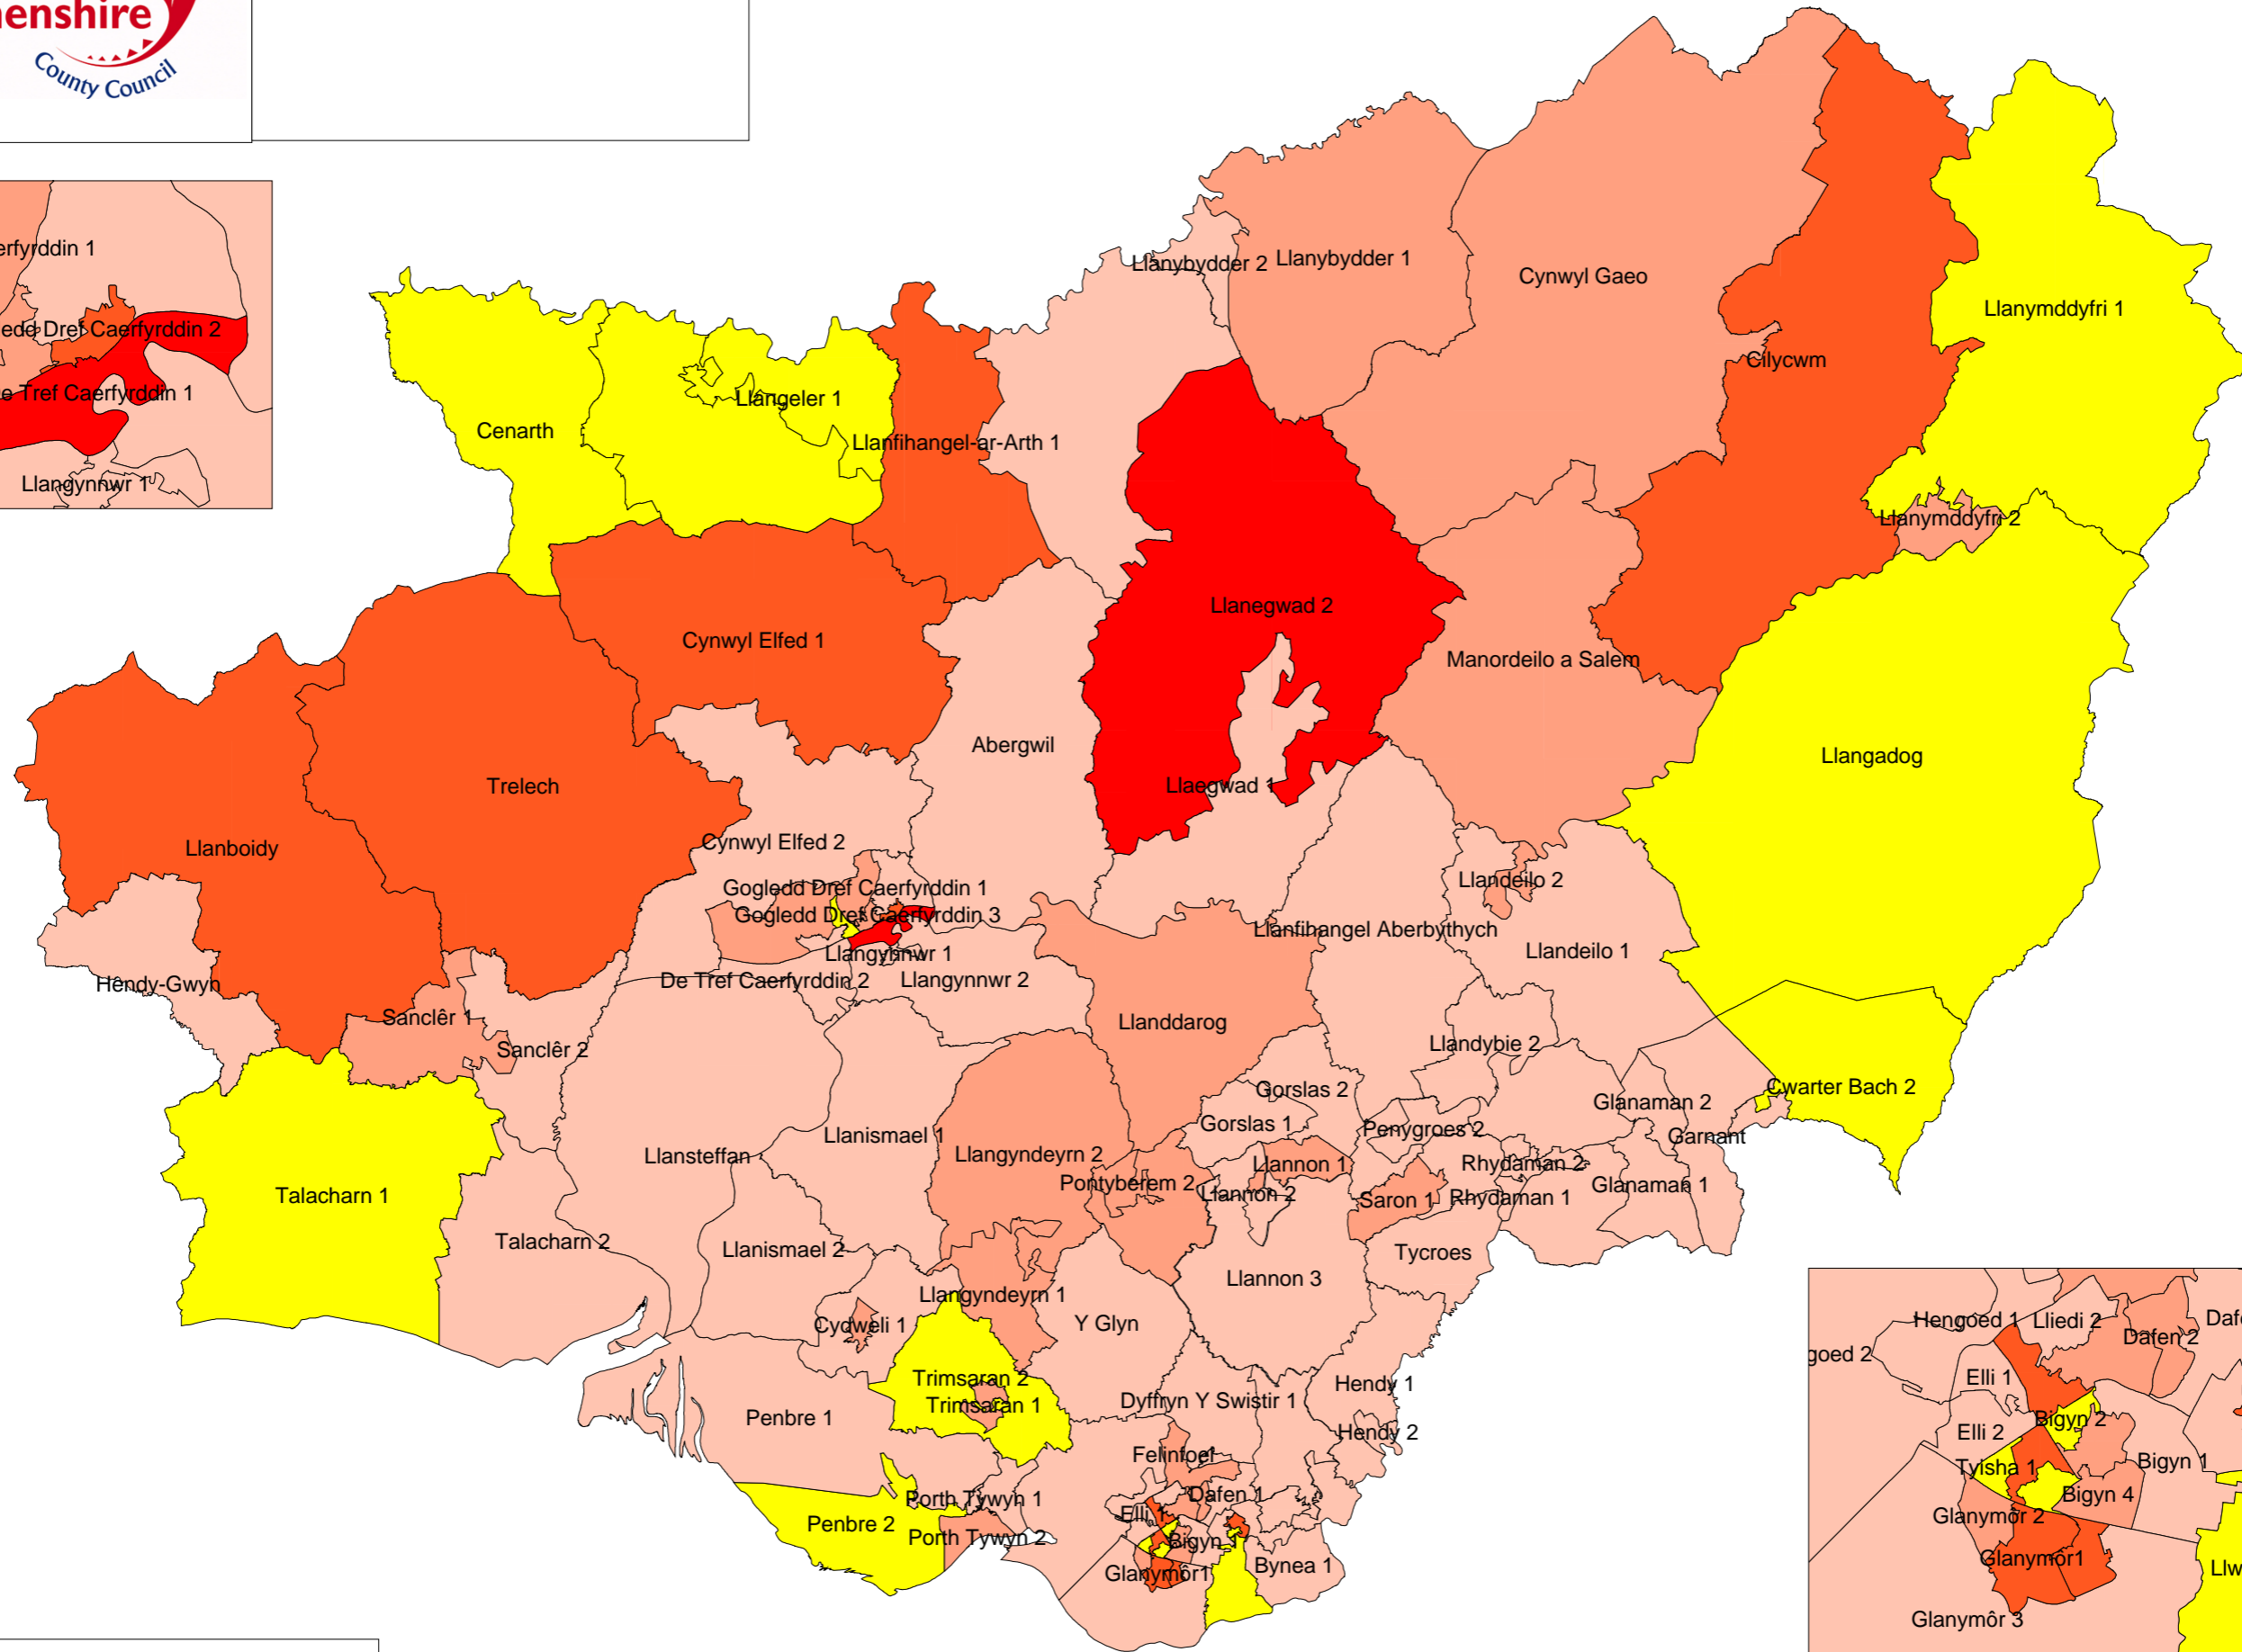 menshire
County Council
erfyrddin 1
edd Dref Caerfyrddin 2
e Tref Caerfyrddin 1
Llangynnwr 1
Llanybydder 2
Llanybydder 1
Cynwyl Gaeo
Llanymddyfri 1
Cilycwm
Llangeler 1
Cenarth
Llanfihangel-ar-Arth 1
Llanymddyfri 2
Llanegwad 2
Cynwyl Elfed 1
Manordeilo a Salem
Abergwil
Llangadog
Trelech
Llaegwad 1
Cynwyl Elfed 2
Llanboidy
Llandeilo 2
Gogledd Dref Caerfyrddin 1
Gogledd Dref Caerfyrddin 3
Llanfihangel Aberbythych
Llandeilo 1
Llangynnwr 1
De Tref Caerfyrddin 2
Llangynnwr 2
Hendy-Gwyn
Sanclêr 1
Llanddarog
Sanclêr 2
Llandybie 2
Gorslas 2
Cwarter Bach 2
Glanaman 2
Gorslas 1
Penygroes 2
Garnant
Llanismael 1
Llansteffan
Llangyndeyrn 2
Llannon 1
Rhydaman 2
Pontyberem 2
Llannon 2
Glanaman 1
Talacharn 1
Saron 1
Rhydaman 1
Talacharn 2
Llanismael 2
Tycroes
Llannon 3
Llangyndeyrn 1
Cydweli 1
Y Glyn
Trimsaran 2
Hendy 1
Dyffryn Y Swistir 1
Trimsaran 1
Penbre 1
Hendy 2
Felinfoel
Dafen 1
Porth Tywyn 1
Elli 1
Penbre 2
Porth Tywyn 2
Bigyn 1
Bynea 1
Glanymôr1
Hengoed 1
Lliedi 2
Daf
Dafen 2
goed 2
Elli 1
Bigyn 2
Elli 2
Bigyn 1
Tyisha 1
Bigyn 4
Glanymôr 2
Glanymôr1
Llw
Glanymôr 3